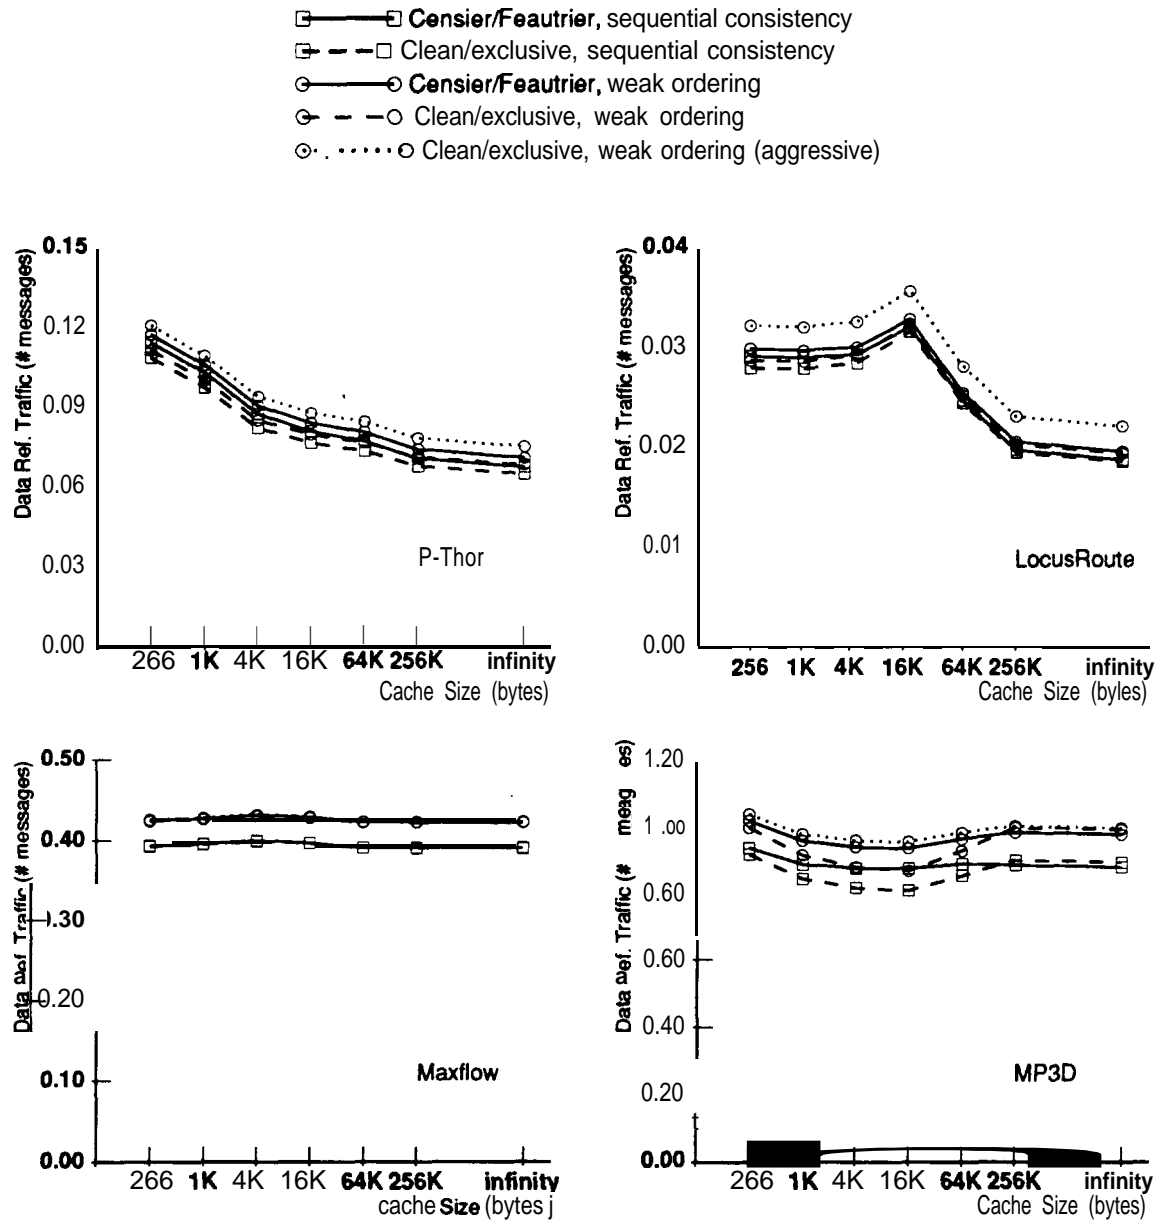 Censier/Feautrier, sequential consistency
Clean/exclusive, sequential consistency
Censier/Feautrier, weak ordering
Clean/exclusive, weak ordering
Clean/exclusive, weak ordering (aggressive)
Data Ref. Traffic (# messages)
0.15
0.12
0.09
0.06
0.03
0.00
P-Thor
266 1K 4K 16K 64K 256K infinity
Cache Size (bytes)
Data Ref. Traffic (# messages)
0.04
0.03
0.02
0.01
0.00
LocusRoute
256 1K 4K 16K 64K 256K infinity
Cache Size (byles)
Data Ref. Traffic (# messages)
0.50
0.40
0.20
0.10
0.00
Maxflow
266 1K 4K 16K 64K 256K infinity
cache Size (bytes j
Data Ref. Traffic (# es)
1.20
1.00
0.60
0.60
0.40
0.20
0.00
MP3D
266 1K 4K 16K 64K 256K infinity
Cache Size (bytes)